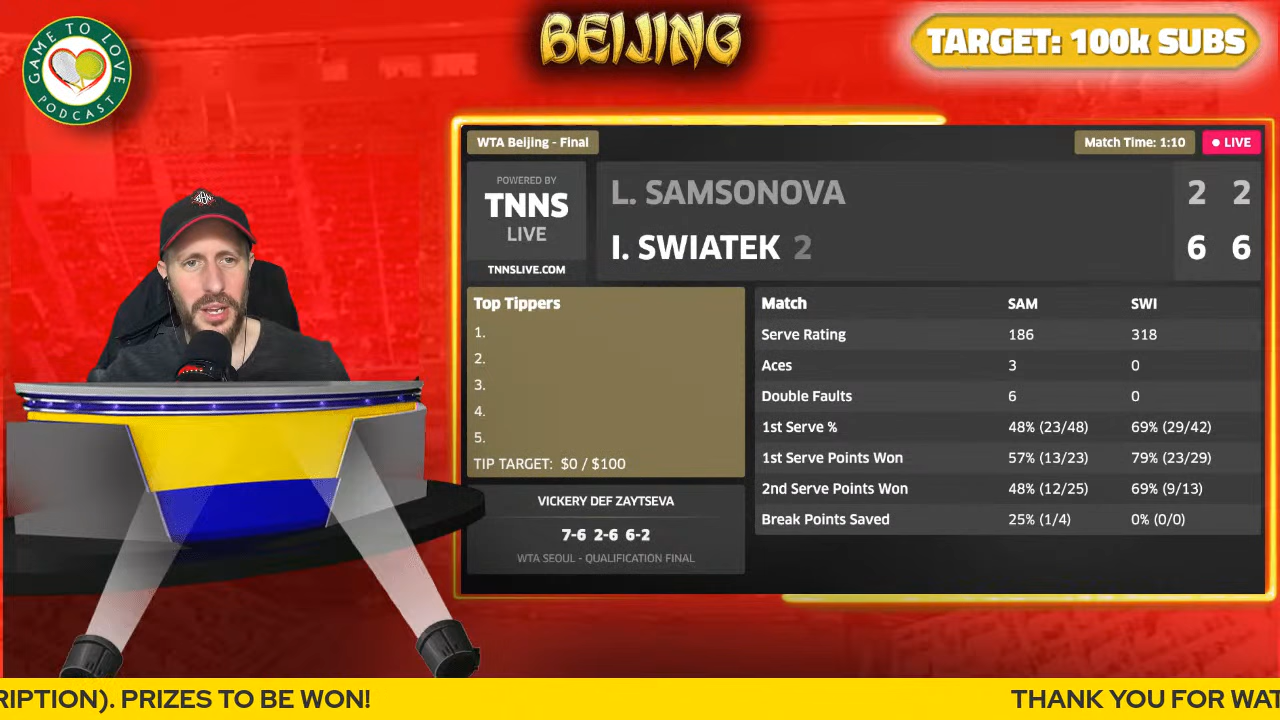 GAME TO LOVE
PODCAST
BEIJING
TARGET: 100k SUBS
WTA Beijing - Final
Match Time: 1:10
LIVE
POWERED BY
TNNS
LIVE
TNNSLIVE.COM
L. SAMSONOVA 2 2
I. SWIATEK 2 6 6
Top Tippers
1.
2.
3.
4.
5.
TIP TARGET: $0 / $100
VICKERY DEF ZAYTSEVA
7-6 2-6 6-2
WTA SEOUL - QUALIFICATION FINAL
Match SAM SWI
Serve Rating 186 318
Aces 3 0
Double Faults 6 0
1st Serve % 48% (23/48) 69% (29/42)
1st Serve Points Won 57% (13/23) 79% (23/29)
2nd Serve Points Won 48% (12/25) 69% (9/13)
Break Points Saved 25% (1/4) 0% (0/0)
RIPTION). PRIZES TO BE WON! THANK YOU FOR WAT